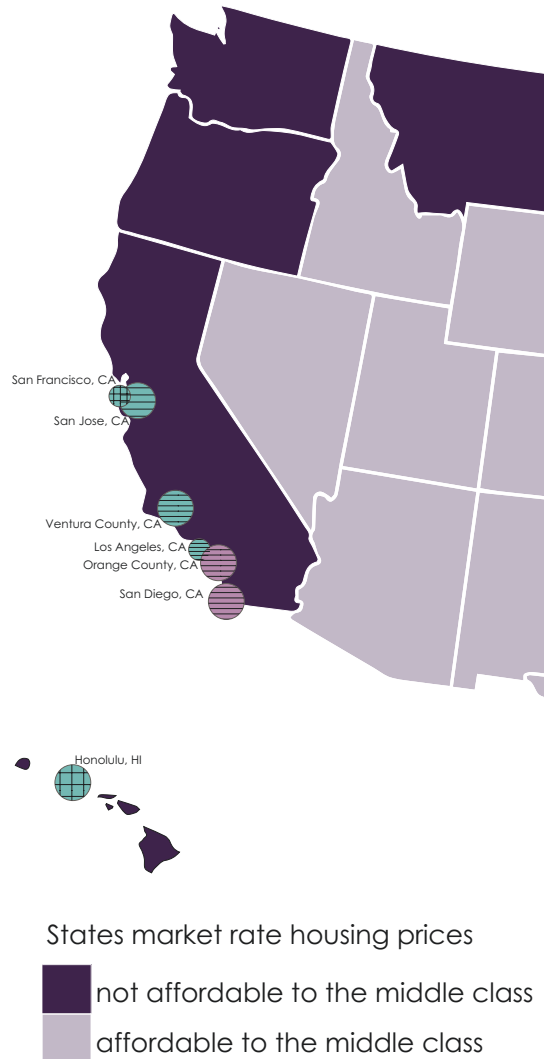 San Francisco, CA
San Jose, CA
Ventura County, CA
Los Angeles, CA
Orange County, CA
San Diego, CA
Honolulu, HI
States market rate housing prices
not affordable to the middle class
affordable to the middle class